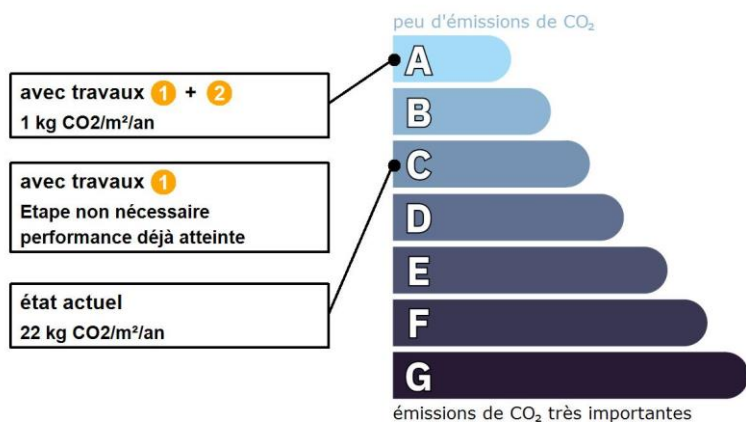 peu d'émissions de CO₂
A
avec travaux 1 + 2
1 kg CO2/m²/an
B
C
avec travaux 1
Etape non nécessaire
performance déjà atteinte
D
E
état actuel
22 kg CO2/m²/an
F
G
émissions de CO₂ très importantes